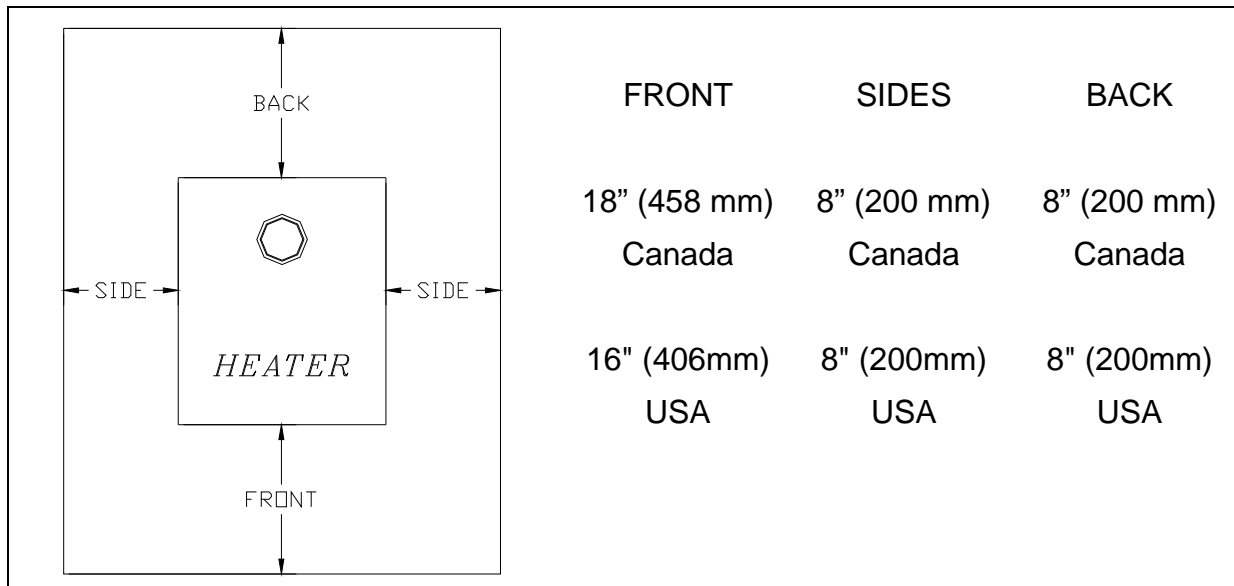 BACK
SIDE
SIDE
HEATER
FRONT
FRONT SIDES BACK
18” (458 mm) 8” (200 mm) 8” (200 mm)
Canada Canada Canada
16" (406mm) 8" (200mm) 8" (200mm)
USA USA USA